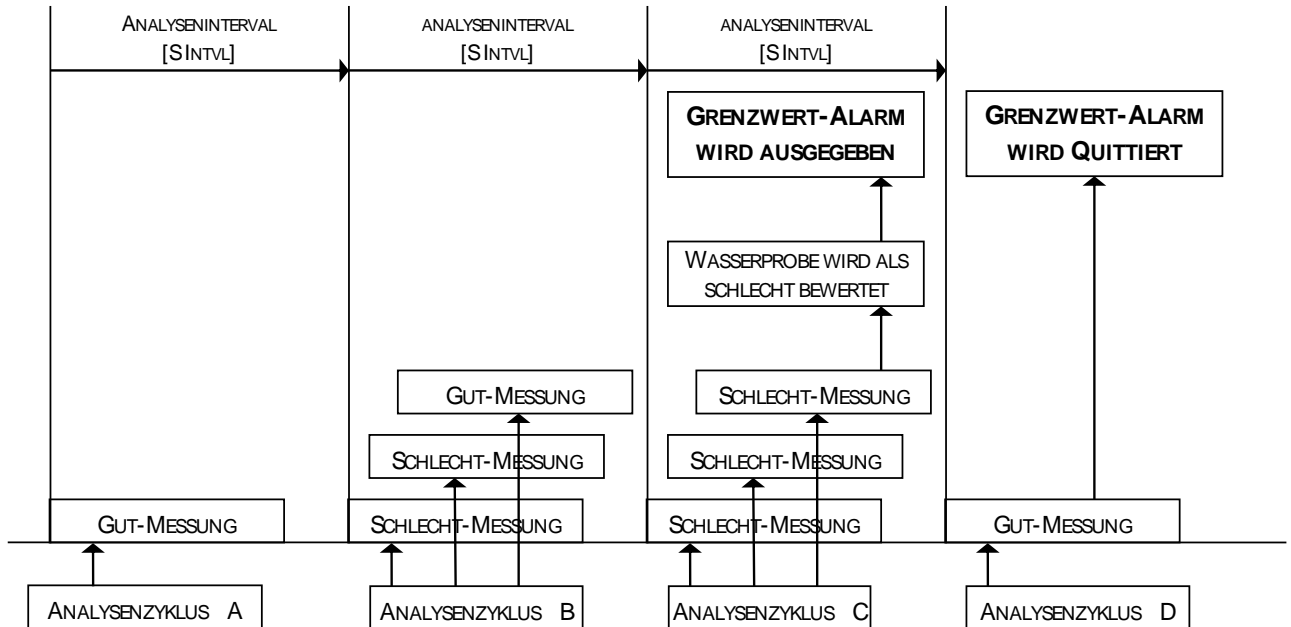 ANALYSENINTERVAL
[SINTVL]
ANALYSENINTERVAL
[SINTVL]
ANALYSENINTERVAL
[SINTVL]
GRENZWERT-ALARM
WIRD AUSGEGEBEN
GRENZWERT-ALARM
WIRD QUITTIERT
WASSERPROBE WIRD ALS
SCHLECHT BEWERTET
GUT-MESSUNG
SCHLECHT-MESSUNG
SCHLECHT-MESSUNG
SCHLECHT-MESSUNG
GUT-MESSUNG
SCHLECHT-MESSUNG
SCHLECHT-MESSUNG
GUT-MESSUNG
ANALYSENZYKLUS A
ANALYSENZYKLUS B
ANALYSENZYKLUS C
ANALYSENZYKLUS D